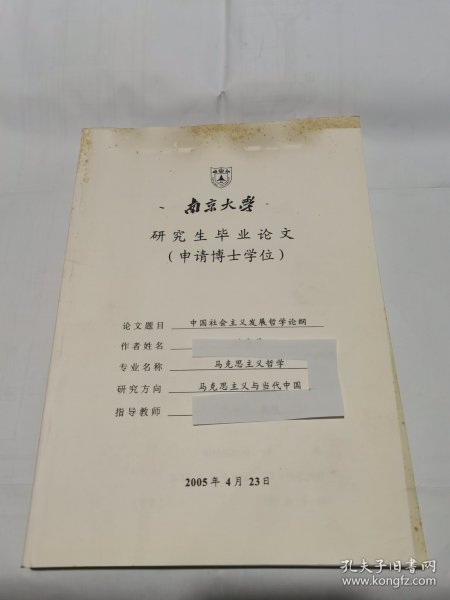 南京大学
研究生毕业论文
(申请博士学位)
论文题目 中国社会主义发展哲学论纲
作者姓名
专业名称 马克思主义哲学
研究方向 马克思主义与当代中国
指导教师
2005年4月23日
孔夫子旧书网
www.kongfz.com